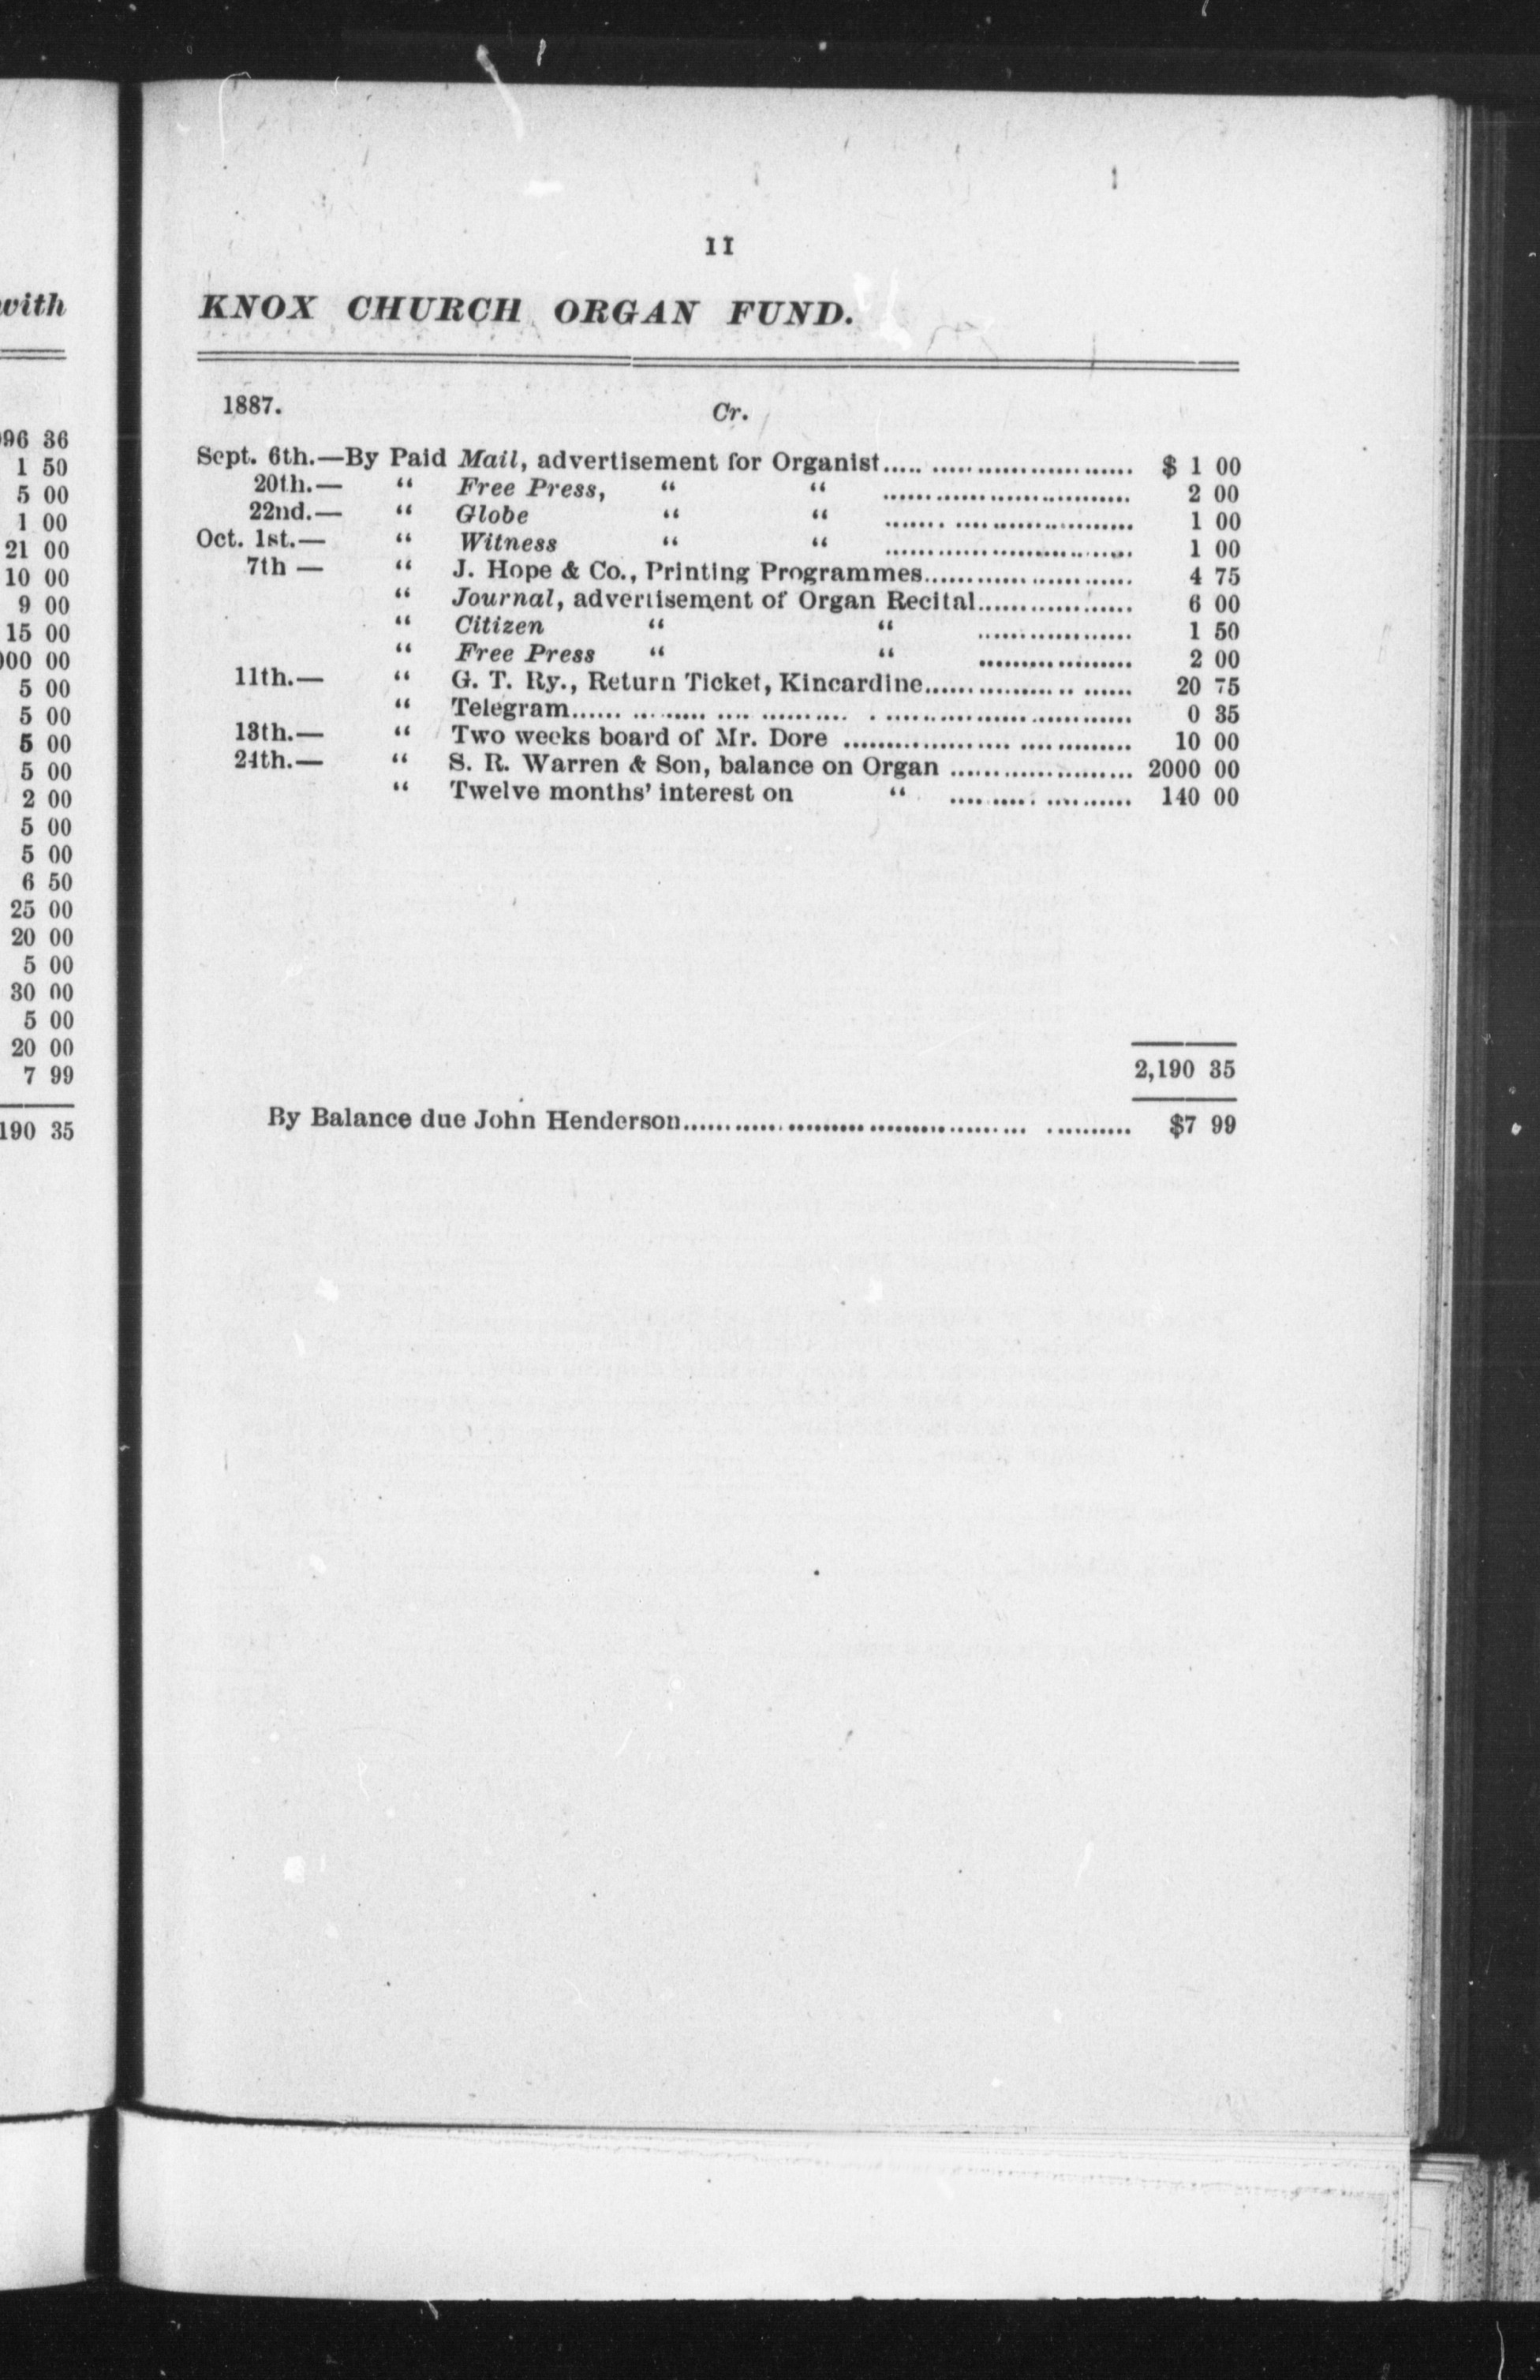 with
96 36
1 50
5 00
1 00
21 00
10 00
9 00
15 00
00 00
5 00
5 00
5 00
5 00
2 00
5 00
5 00
6 50
25 00
20 00
5 00
30 00
5 00
20 00
7 99
190 35
11
KNOX CHURCH ORGAN FUND.
1887. Cr.
Sept. 6th.—By Paid Mail, advertisement for Organist..... ........................ $ 1 00
20th.— “ Free Press, “ “ ............................. 2 00
22nd.— “ Globe “ “ ....... ..................... 1 00
Oct. 1st.— “ Witness “ “ ............................. 1 00
7th — “ J. Hope & Co., Printing Programmes......................... 4 75
“ Journal, advertisement of Organ Recital................... 6 00
“ Citizen “ “ ................... 1 50
“ Free Press “ “ ................... 2 00
11th.— “ G. T. Ry., Return Ticket, Kincardine................ .. ...... 20 75
“ Telegram...... ......... .... ........... . ............................. 0 35
13th.— “ Two weeks board of Mr. Dore .................... .... .......... 10 00
24th.— “ S. R. Warren & Son, balance on Organ ...................... 2000 00
“ Twelve months’ interest on “ .......... .......... 140 00
2,190 35
By Balance due John Henderson...................................... .......... $7 99